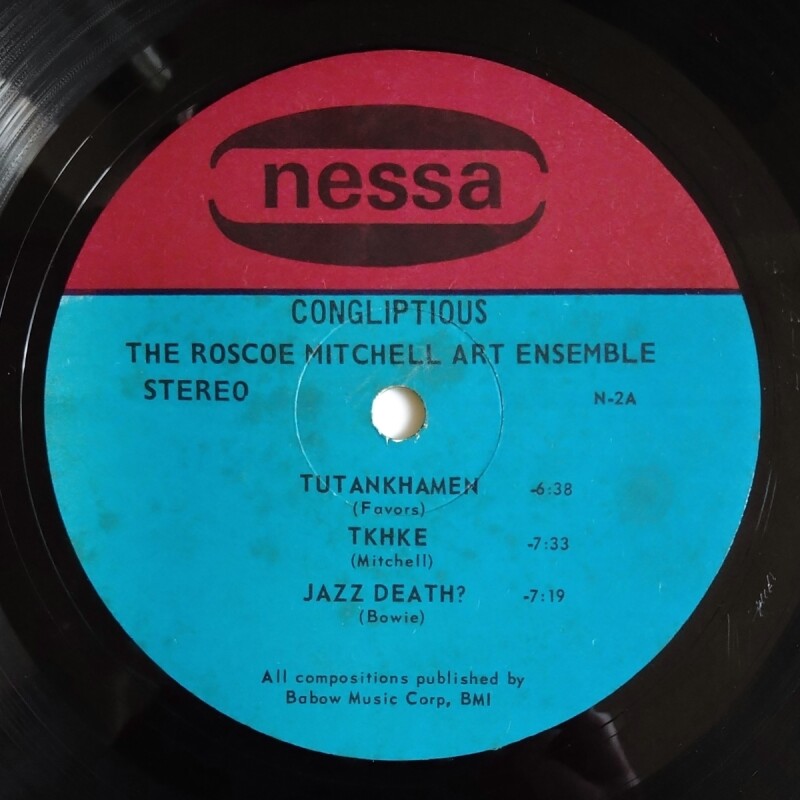 nessa
CONGLIPTIOUS
THE ROSCOE MITCHELL ART ENSEMBLE
STEREO
N-2A
TUTANKHAMEN -6:38
(Favors)
TKHKE -7:33
(Mitchell)
JAZZ DEATH? -7:19
(Bowie)
All compositions published by
Babow Music Corp, BMI